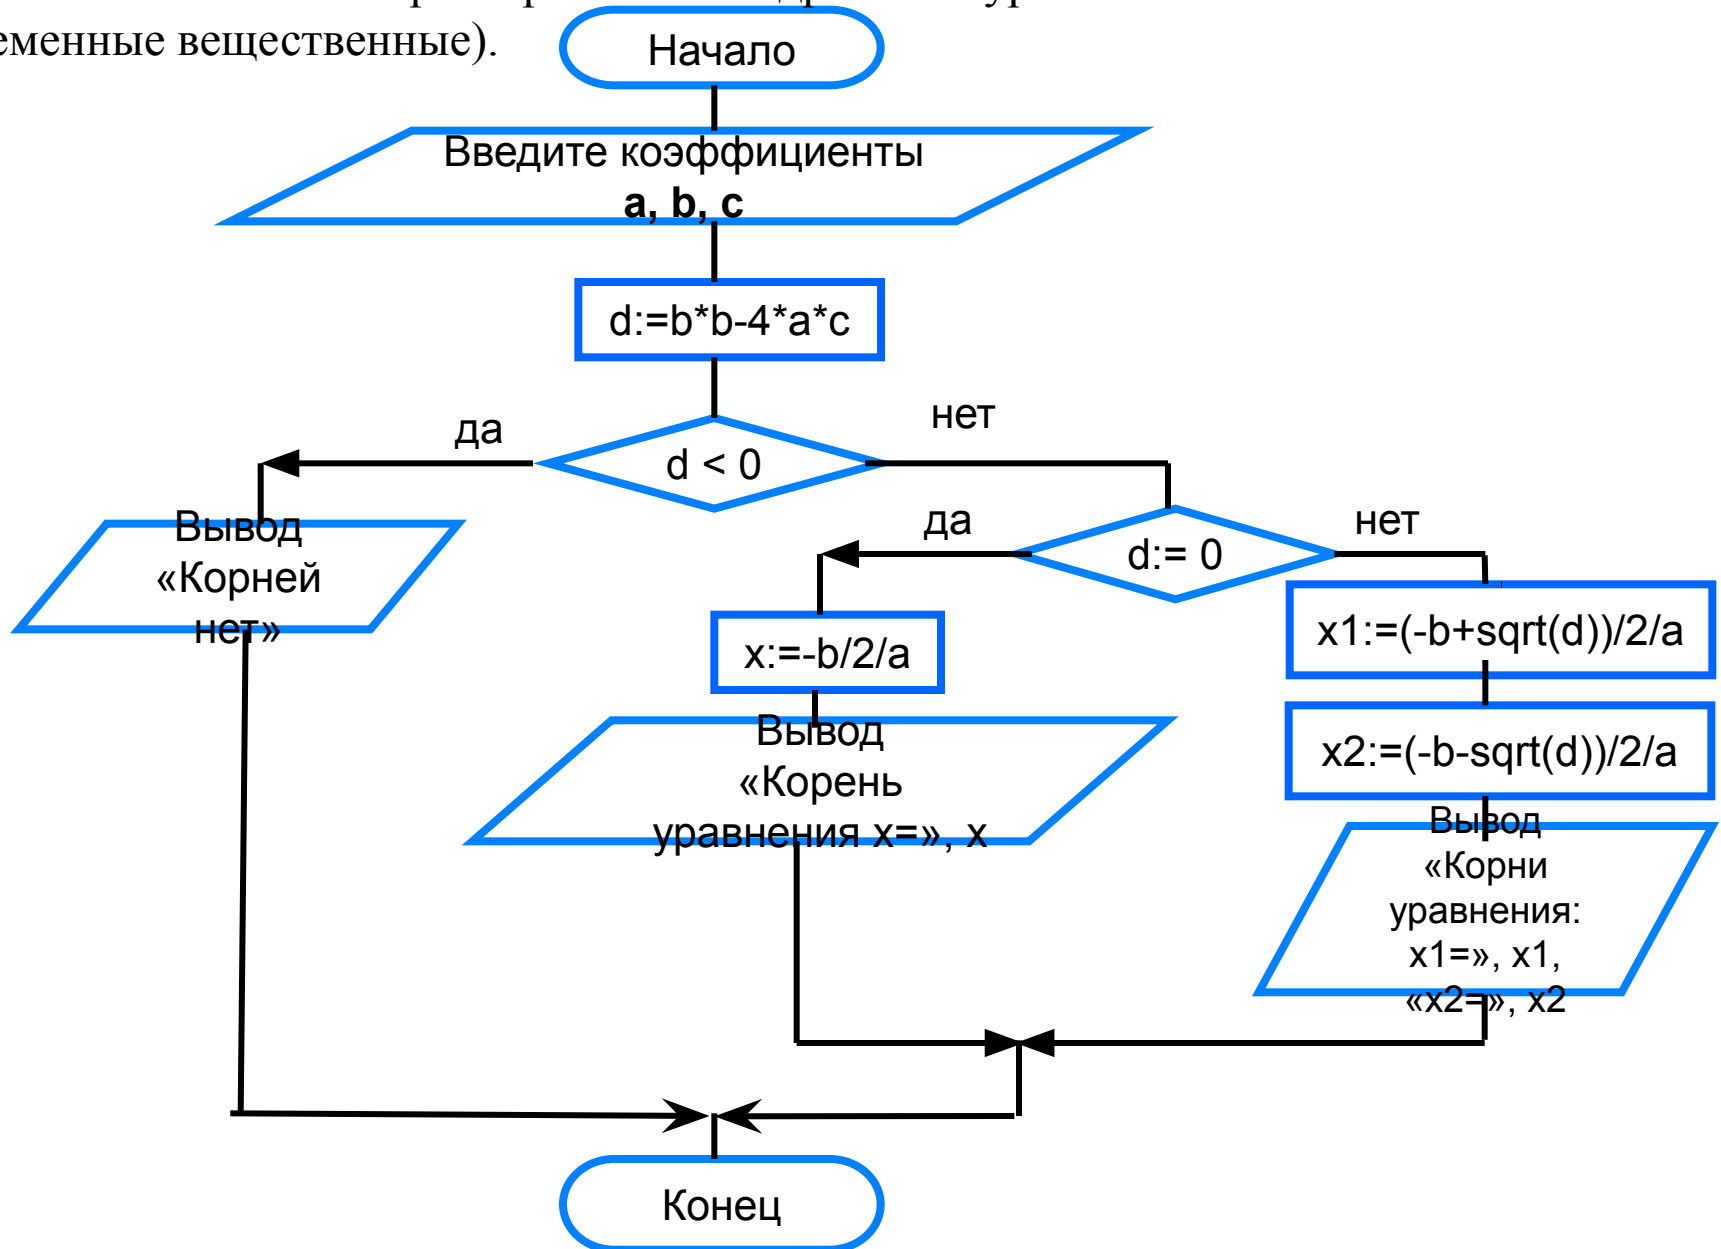 еменные вещественные).
Начало
Введите коэффициенты
a, b, c
d:=b*b-4*a*c
да
нет
d < 0
да
нет
d:= 0
Вывод
«Корней
нет»
x:=-b/2/a
x1:=(-b+sqrt(d))/2/a
x2:=(-b-sqrt(d))/2/a
Вывод
«Корень
уравнения x=», x
Вывод
«Корни
уравнения:
x1=», x1,
«x2=», x2
Конец